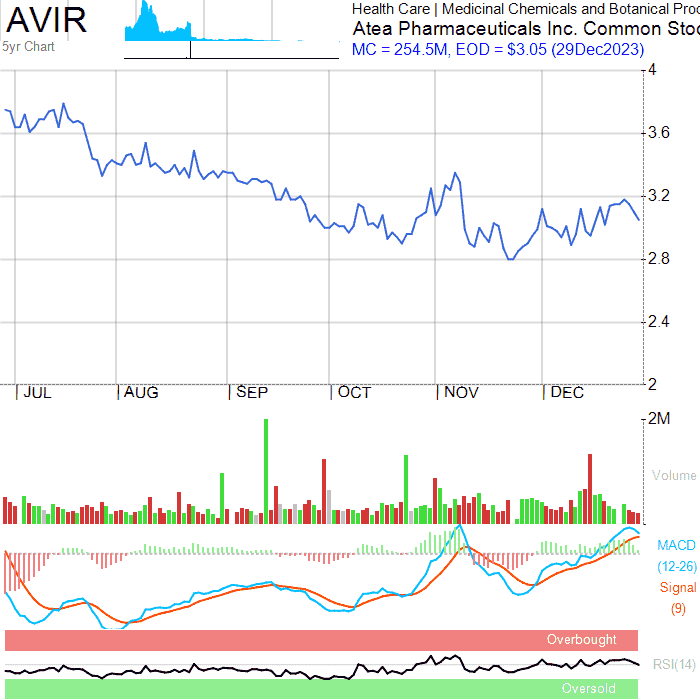 AVIR
5yr Chart
Health Care | Medicinal Chemicals and Botanical Proc
Atea Pharmaceuticals Inc. Common Stoc
MC = 254.5M, EOD = $3.05 (29Dec2023)
4
3.6
3.2
2.8
2.4
2
JUL AUG SEP OCT NOV DEC
2M
Volume
MACD
(12-26)
Signal
(9)
Overbought
RSI(14)
Oversold